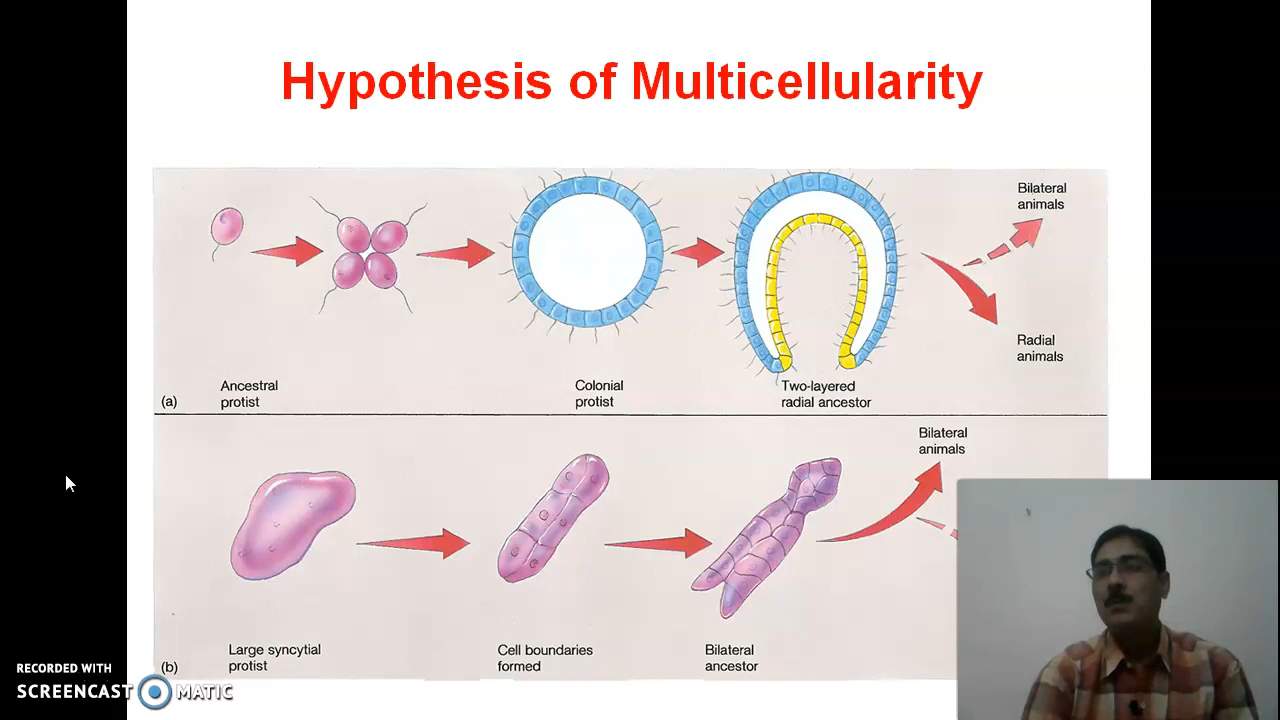 Hypothesis of Multicellularity
Bilateral
animals
Radial
animals
Ancestral
protist
Colonial
protist
Two-layered
radial ancestor
(a)
Bilateral
animals
Large syncytial
protist
Cell boundaries
formed
Bilateral
ancestor
(b)
RECORDED WITH
SCREENCAST MATIC